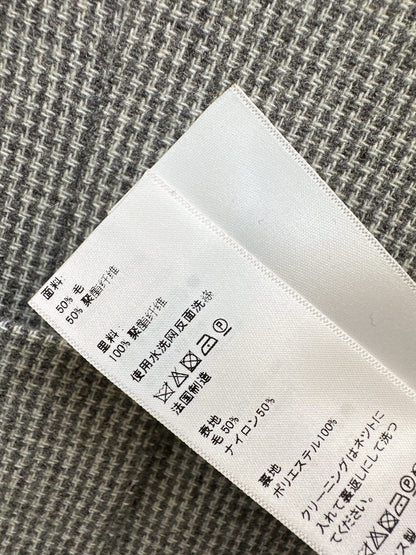 面料
50% 毛
50% 聚酯纤维
里料
100% 聚酯纤维
使用水洗网反面洗净
P
法国制造
表地
毛 50%
ナイロン 50%
裏地
ポリエステル100%
クリーニングはネットに
入れて裏返しにして洗っ
てください。